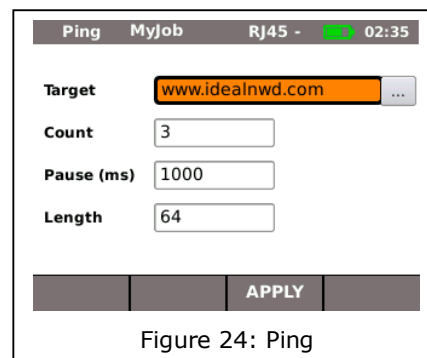 Ping MyJob RJ45 - 02:35
Target www.idealnwd.com ...
Count 3
Pause (ms) 1000
Length 64
APPLY
Figure 24: Ping